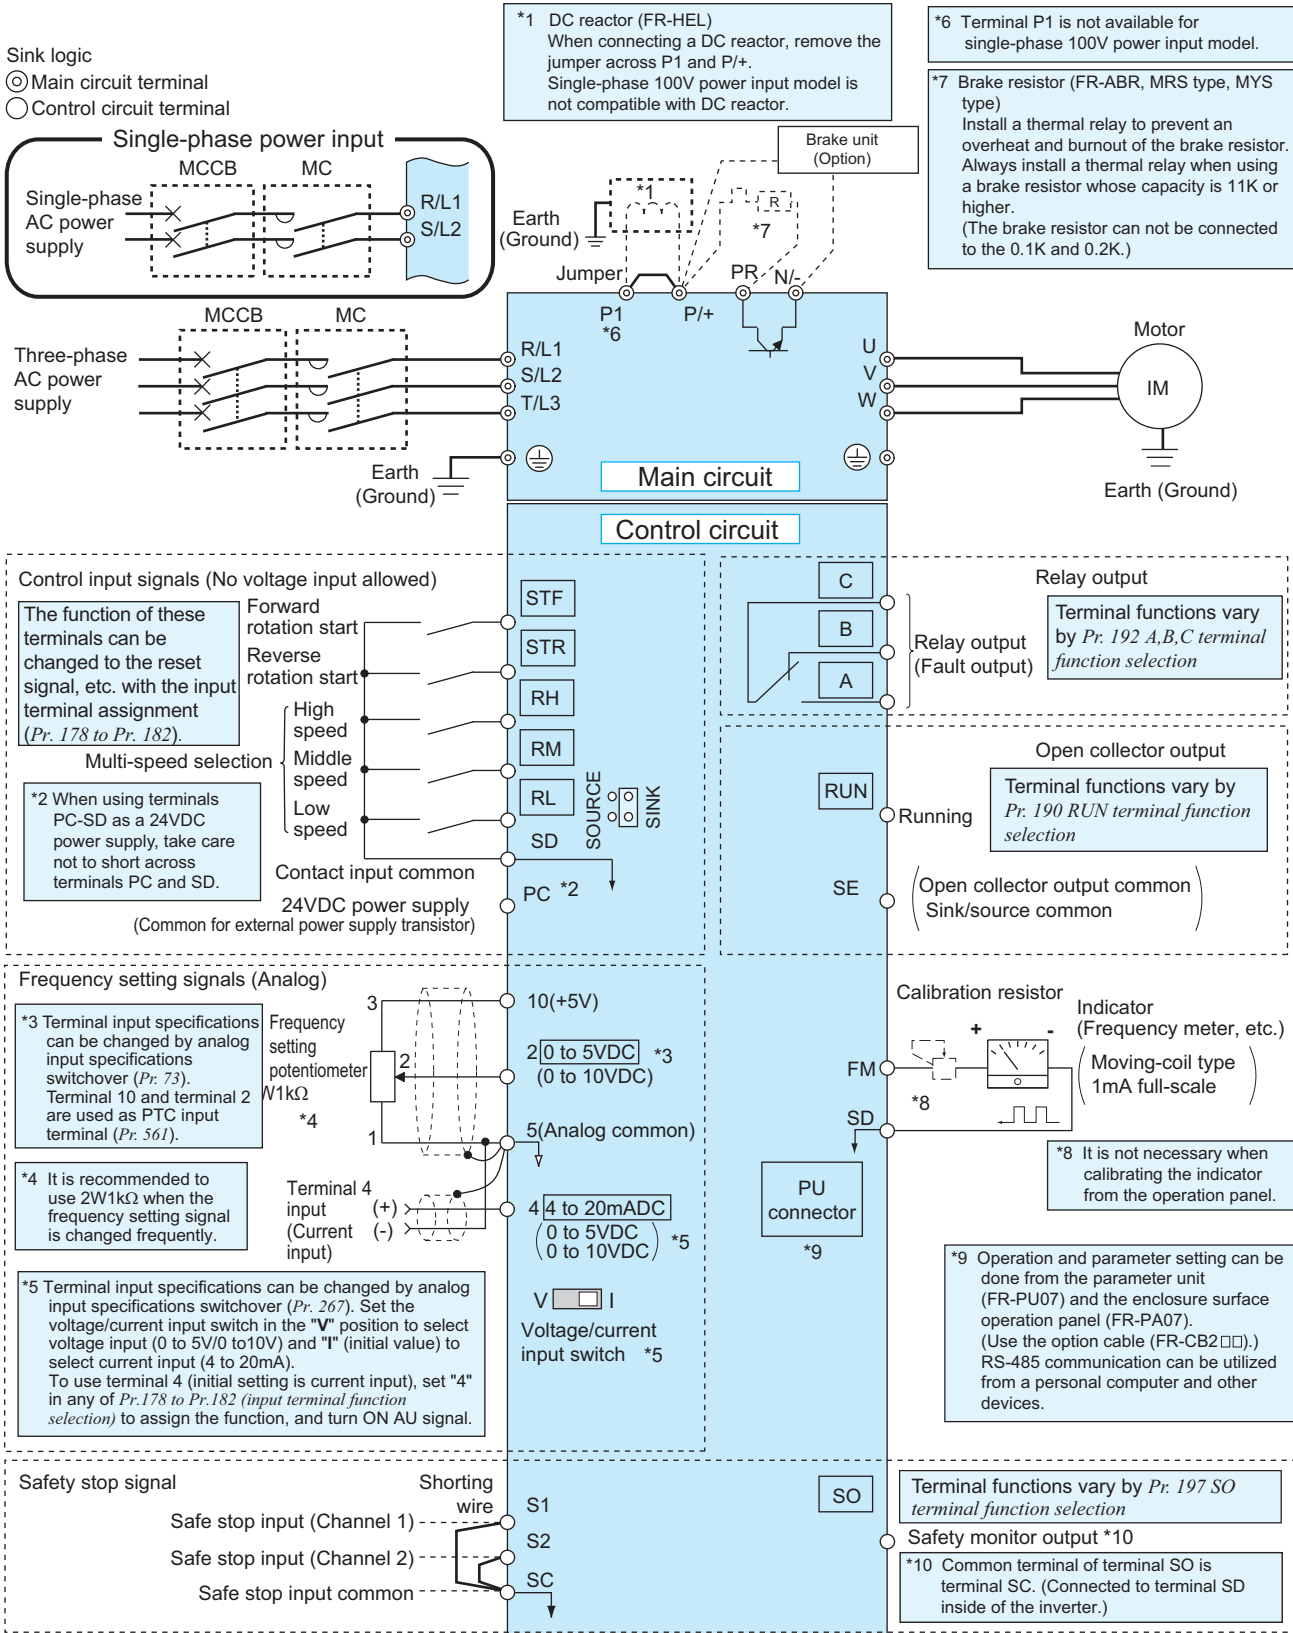 Sink logic
Main circuit terminal
Control circuit terminal
*1 DC reactor (FR-HEL)
When connecting a DC reactor, remove the
jumper across P1 and P/+.
Single-phase 100V power input model is
not compatible with DC reactor.
*6 Terminal P1 is not available for
single-phase 100V power input model.
*7 Brake resistor (FR-ABR, MRS type, MYS
type)
Install a thermal relay to prevent an
overheat and burnout of the brake resistor.
Always install a thermal relay when using
a brake resistor whose capacity is 11K or
higher.
(The brake resistor can not be connected
to the 0.1K and 0.2K.)
Single-phase power input
MCCB
MC
Single-phase
AC power
supply
R/L1
S/L2
Brake unit
(Option)
*1
R
*7
Earth
(Ground)
Jumper
PR
N/-
P1
*6
P/+
MCCB
MC
Three-phase
AC power
supply
R/L1
S/L2
T/L3
U
V
W
Motor
IM
Earth
(Ground)
Main circuit
Earth (Ground)
Control circuit
Control input signals (No voltage input allowed)
The function of these
terminals can be
changed to the reset
signal, etc. with the input
terminal assignment
(Pr. 178 to Pr. 182).
Forward
rotation start
Reverse
rotation start
High
speed
Multi-speed selection
Middle
speed
Low
speed
STF
STR
RH
RM
RL
SD
SOURCE
SINK
*2 When using terminals
PC-SD as a 24VDC
power supply, take care
not to short across
terminals PC and SD.
Contact input common
PC *2
24VDC power supply
(Common for external power supply transistor)
C
B
A
Relay output
Relay output
(Fault output)
Terminal functions vary
by Pr. 192 A,B,C terminal
function selection
Open collector output
RUN
Running
Terminal functions vary by
Pr. 190 RUN terminal function
selection
SE
Open collector output common
Sink/source common
Frequency setting signals (Analog)
*3 Terminal input specifications
can be changed by analog
input specifications
switchover (Pr. 73).
Terminal 10 and terminal 2
are used as PTC input
terminal (Pr. 561).
Frequency
setting
potentiometer
W1kΩ
*4
3
2
1
10(+5V)
2 0 to 5VDC *3
(0 to 10VDC)
5(Analog common)
*4 It is recommended to
use 2W1kΩ when the
frequency setting signal
is changed frequently.
Terminal 4
input
(Current
input)
(+)
(-)
4 4 to 20mADC
0 to 5VDC
0 to 10VDC
*5
V I
Voltage/current
input switch *5
*5 Terminal input specifications can be changed by analog
input specifications switchover (Pr. 267). Set the
voltage/current input switch in the "V" position to select
voltage input (0 to 5V/0 to10V) and "I" (initial value) to
select current input (4 to 20mA).
To use terminal 4 (initial setting is current input), set "4"
in any of Pr.178 to Pr.182 (input terminal function
selection) to assign the function, and turn ON AU signal.
Calibration resistor
+ -
Indicator
(Frequency meter, etc.)
Moving-coil type
1mA full-scale
FM
*8
SD
*8 It is not necessary when
calibrating the indicator
from the operation panel.
PU
connector
*9
*9 Operation and parameter setting can be
done from the parameter unit
(FR-PU07) and the enclosure surface
operation panel (FR-PA07).
(Use the option cable (FR-CB2□□).)
RS-485 communication can be utilized
from a personal computer and other
devices.
Safety stop signal
Shorting
wire
Safe stop input (Channel 1)
Safe stop input (Channel 2)
Safe stop input common
S1
S2
SC
SO
Terminal functions vary by Pr. 197 SO
terminal function selection
Safety monitor output *10
*10 Common terminal of terminal SO is
terminal SC. (Connected to terminal SD
inside of the inverter.)